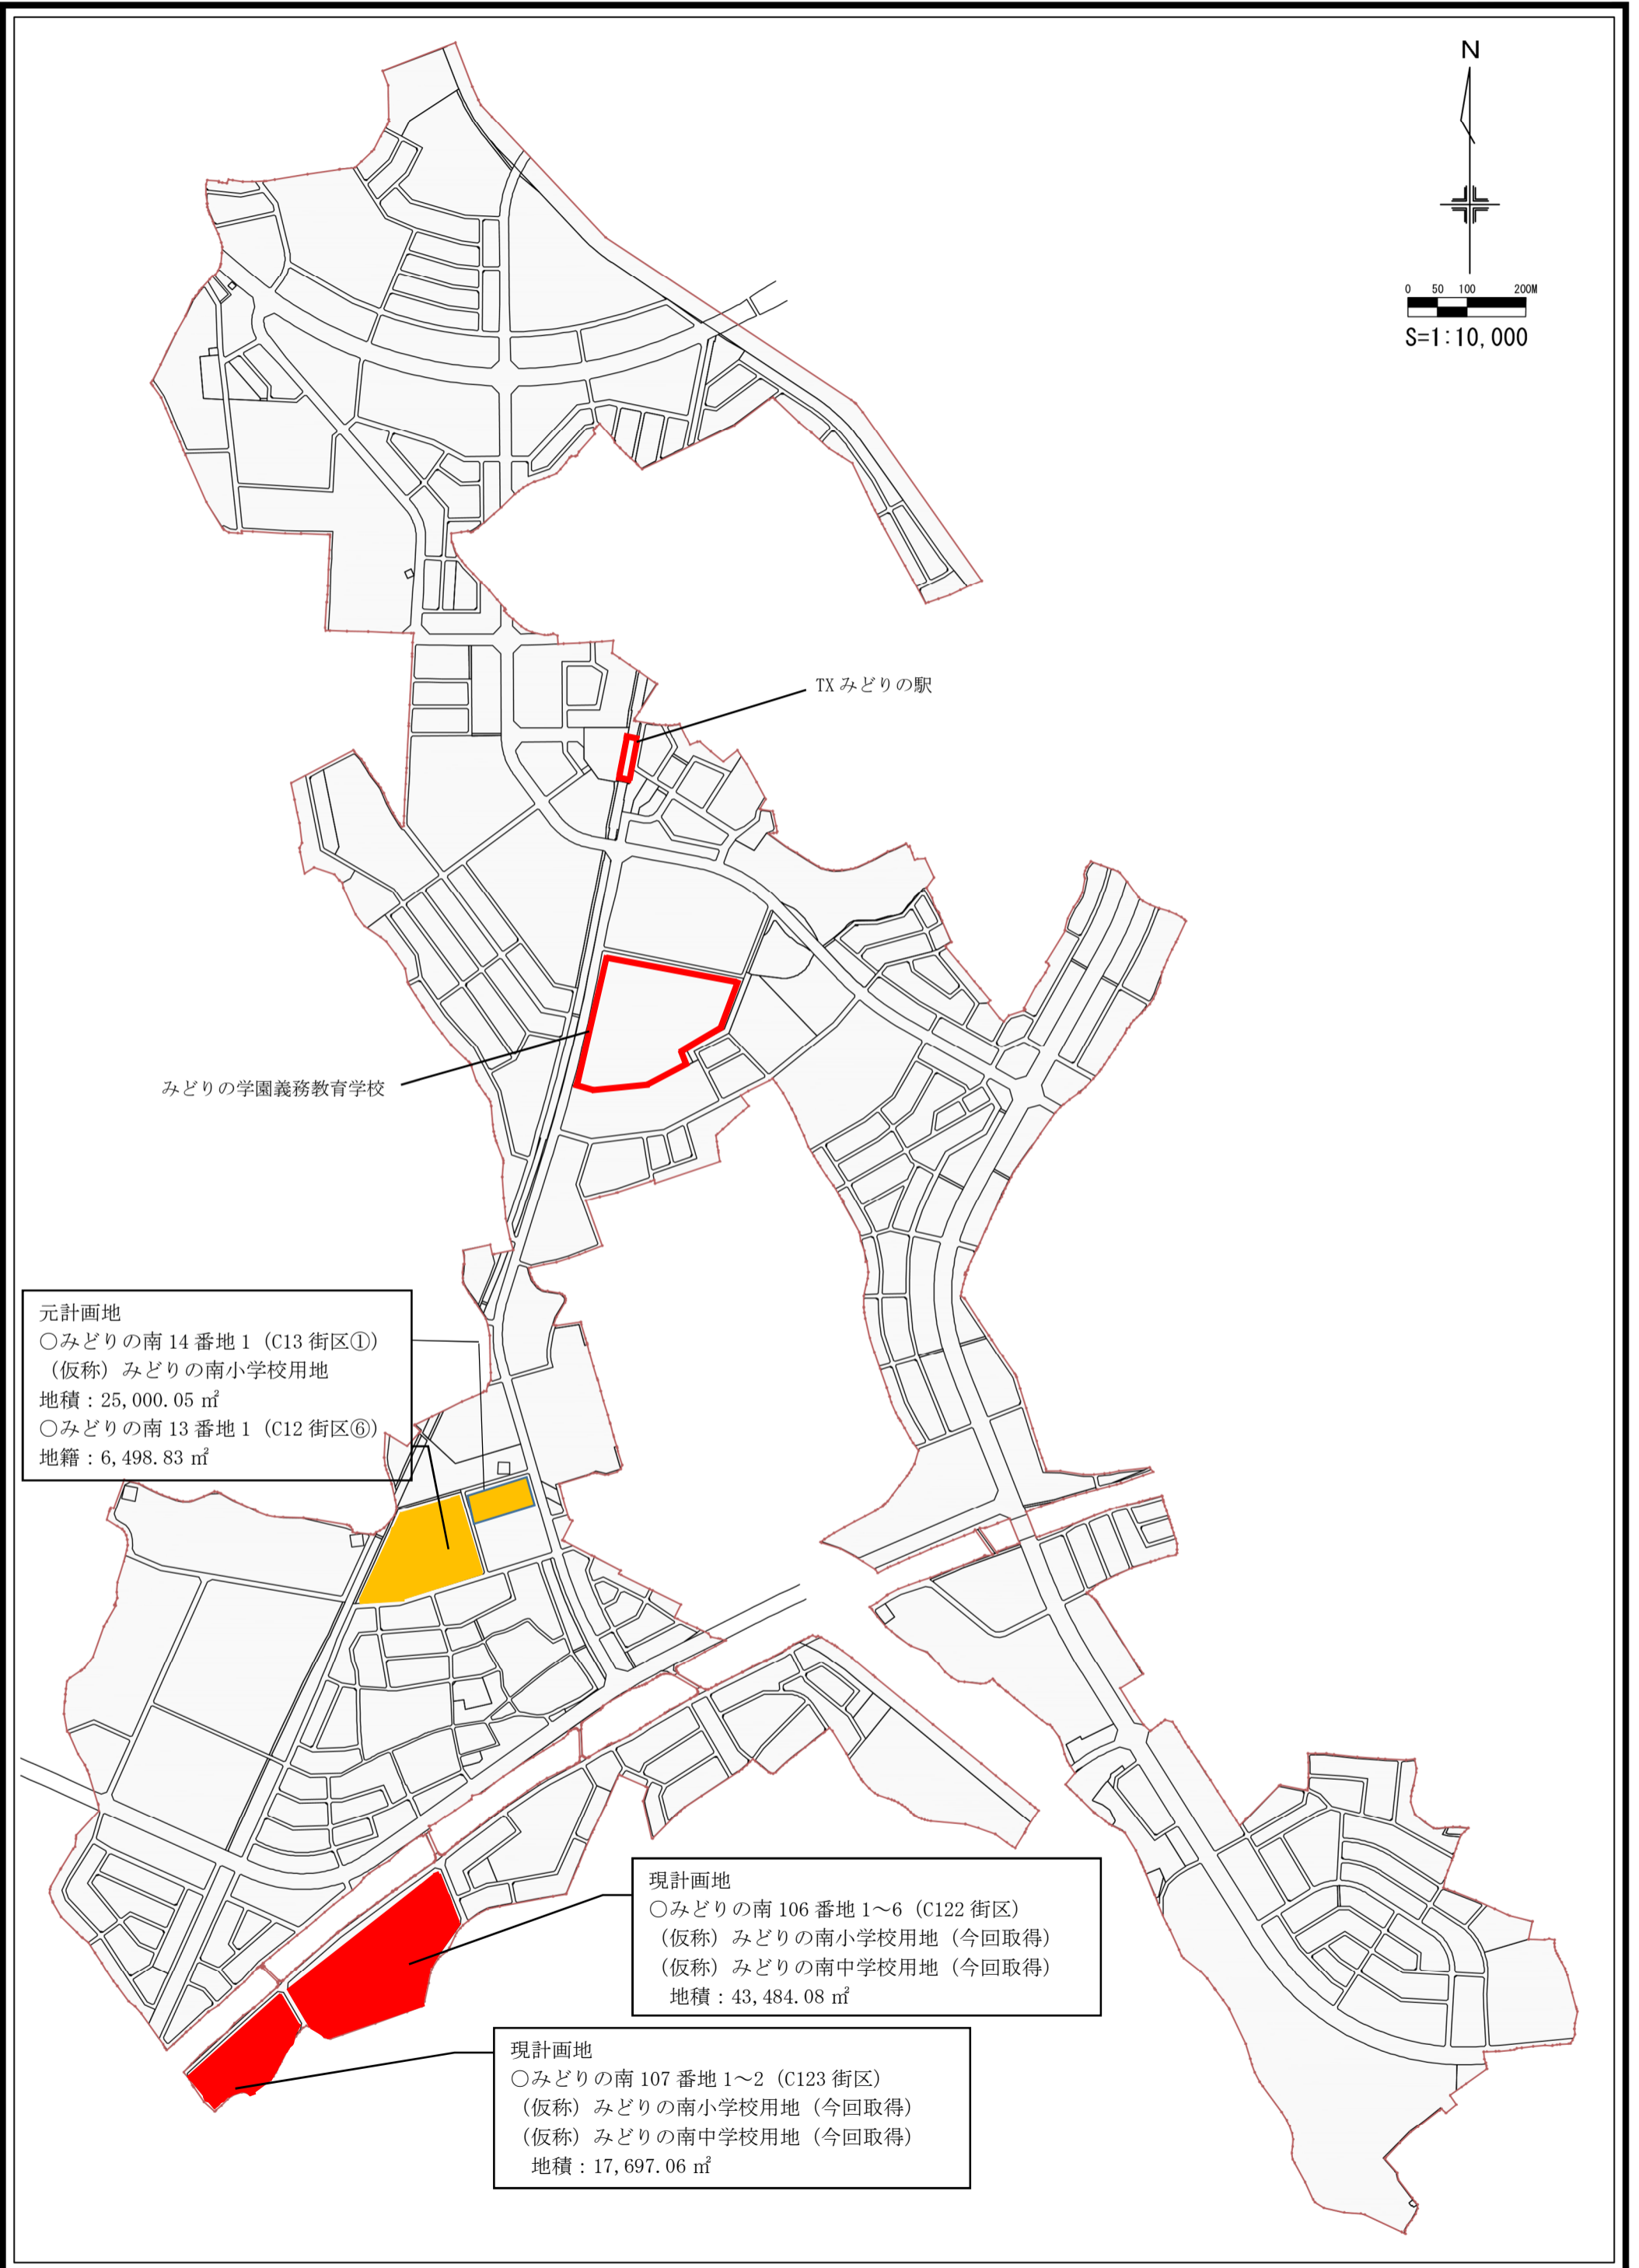 N
0 50 100 200M
S=1:10,000
TX みどりの駅
みどりの学園義務教育学校
元計画地
○みどりの南 14 番地 1（C13 街区①）
（仮称）みどりの南小学校用地
地積：25,000.05 ㎡
○みどりの南 13 番地 1（C12 街区⑥）
地籍：6,498.83 ㎡
現計画地
○みどりの南 106 番地 1～6（C122 街区）
（仮称）みどりの南小学校用地（今回取得）
（仮称）みどりの南中学校用地（今回取得）
地積：43,484.08 ㎡
現計画地
○みどりの南 107 番地 1～2（C123 街区）
（仮称）みどりの南小学校用地（今回取得）
（仮称）みどりの南中学校用地（今回取得）
地積：17,697.06 ㎡